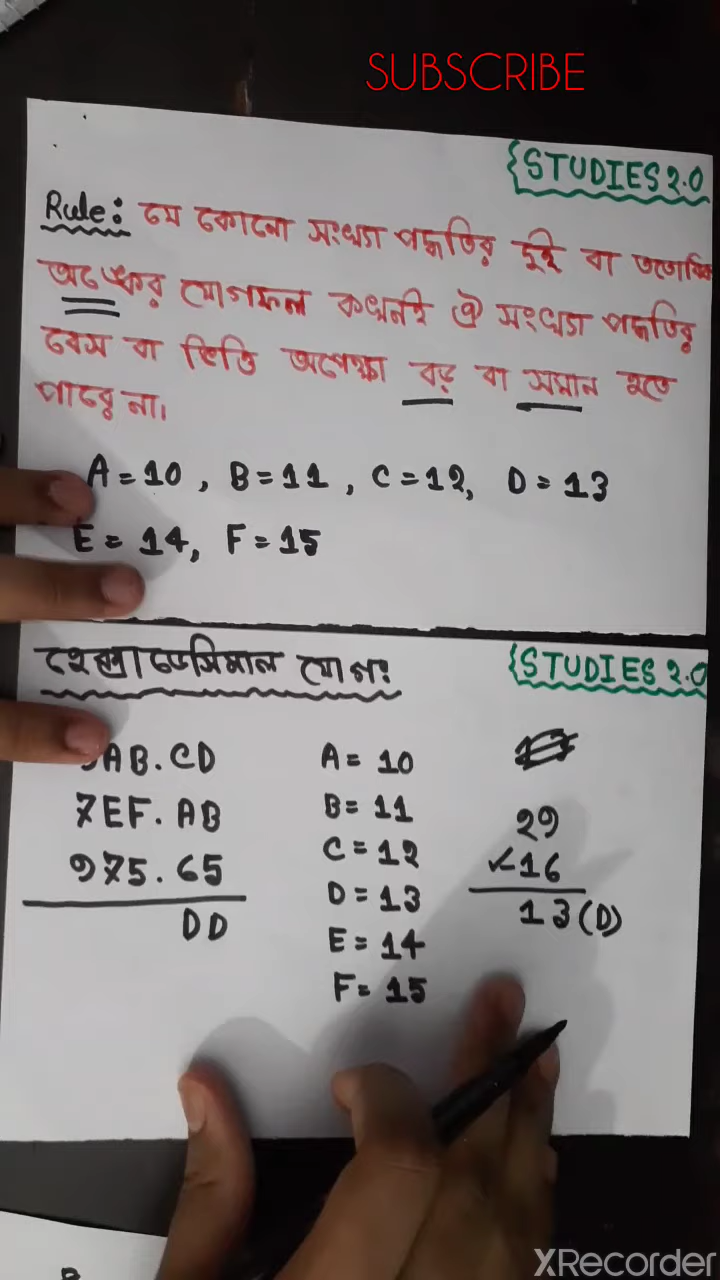 SUBSCRIBE
{STUDIES 2.0
Rule: যে কোনো সংখ্যা পদ্ধতির দুই বা ততোধিক
অঙ্কের যোগফল কখনই ঐ সংখ্যা পদ্ধতির
বেস বা ভিত্তি অপেক্ষা বড় বা সমান হতে
পারবে না।
A = 10 , B = 11 , C = 12, D = 13
E = 14, F = 15
হেক্সাডেসিমাল যোগঃ
{STUDIES 2.0
AB.CD
7EF.AB
975.65
DD
A = 10
B = 11
C = 12
D = 13
E = 14
F = 15
29
-16
13(D)
XRecorder